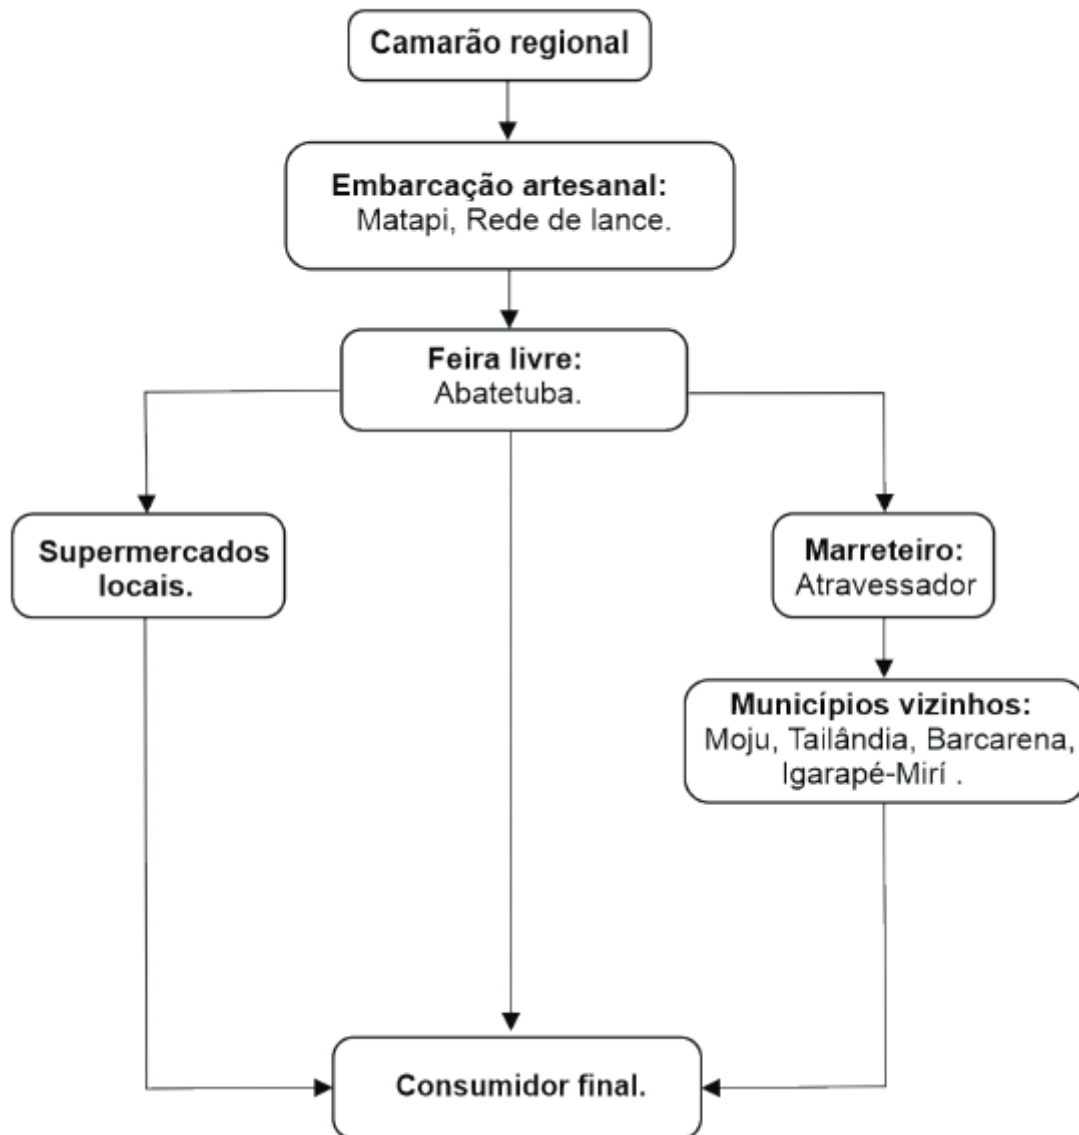 Camarão regional
Embarcação artesanal:
Matapi, Rede de lance.
Feira livre:
Abatetuba.
Supermercados
locais.
Marreteiro:
Atravessador
Municípios vizinhos:
Moju, Tailândia, Barcarena,
Igarapé-Mirí .
Consumidor final.